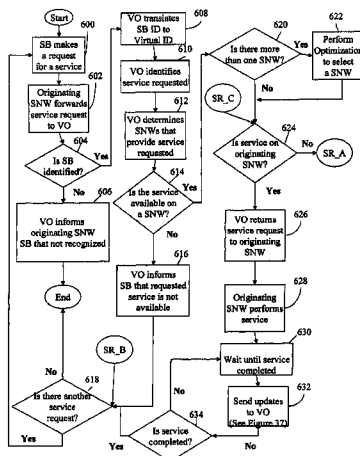 Start
600
SB makes
a request
for a service
602
Originating
SNW forwards
service request
to VO
604
Is SB
identified?
Yes
No
606
VO informs
originating SNW
SB that not recognized
End
No
618
Is there another
service
request?
Yes
VO translates
SB ID to
Virtual ID
608
610
VO identifies
service requested
612
VO determines
SNWs that
provide service
requested
614
Is the service
available on
a SNW?
Yes
No
616
VO informs
SB that requested
service is not
available
SR_B
620
Is there more
than one SNW?
Yes
No
622
Perform
Optimization
to select
a SNW
SR_C
624
Is service on
originating
SNW?
No
SR_A
Yes
626
VO returns
service request
to originating
SNW
628
Originating
SNW performs
service
630
Wait until service
completed
632
Send updates
to VO
(See Figure 37)
No
634
Is service
completed?
Yes
No